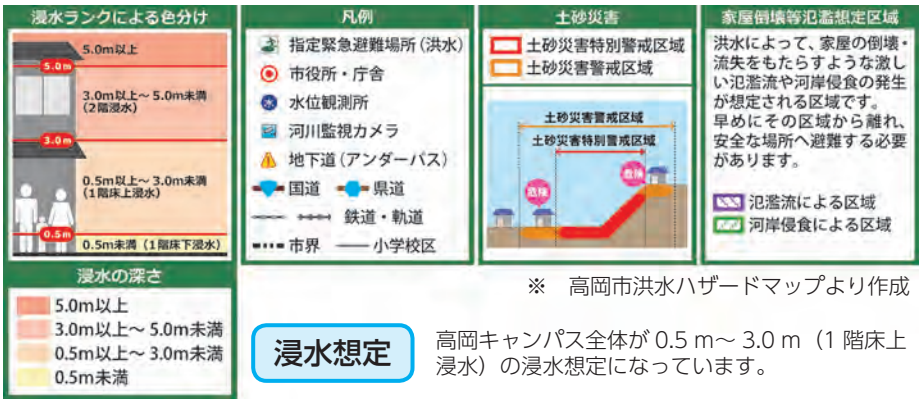 浸水ランクによる色分け
5.0m以上
5.0m
3.0m以上～5.0m未満
(2階浸水)
3.0m
0.5m以上～3.0m未満
(1階床上浸水)
0.5m
0.5m未満(1階床下浸水)
浸水の深さ
5.0m以上
3.0m以上～5.0m未満
0.5m以上～3.0m未満
0.5m未満
凡例
指定緊急避難場所(洪水)
市役所・庁舎
水位観測所
河川監視カメラ
地下道(アンダーパス)
国道 県道
鉄道・軌道
市界 小学校区
土砂災害
土砂災害特別警戒区域
土砂災害警戒区域
土砂災害警戒区域
土砂災害特別警戒区域
危険
危険
家屋倒壊等氾濫想定区域
洪水によって、家屋の倒壊・
流失をもたらすような激し
い氾濫流や河岸侵食の発生
が想定される区域です。
早めにその区域から離れ、
安全な場所へ避難する必要
があります。
氾濫流による区域
河岸侵食による区域
※ 高岡市洪水ハザードマップより作成
浸水想定
高岡キャンパス全体が 0.5 m～ 3.0 m（1 階床上
浸水）の浸水想定になっています。